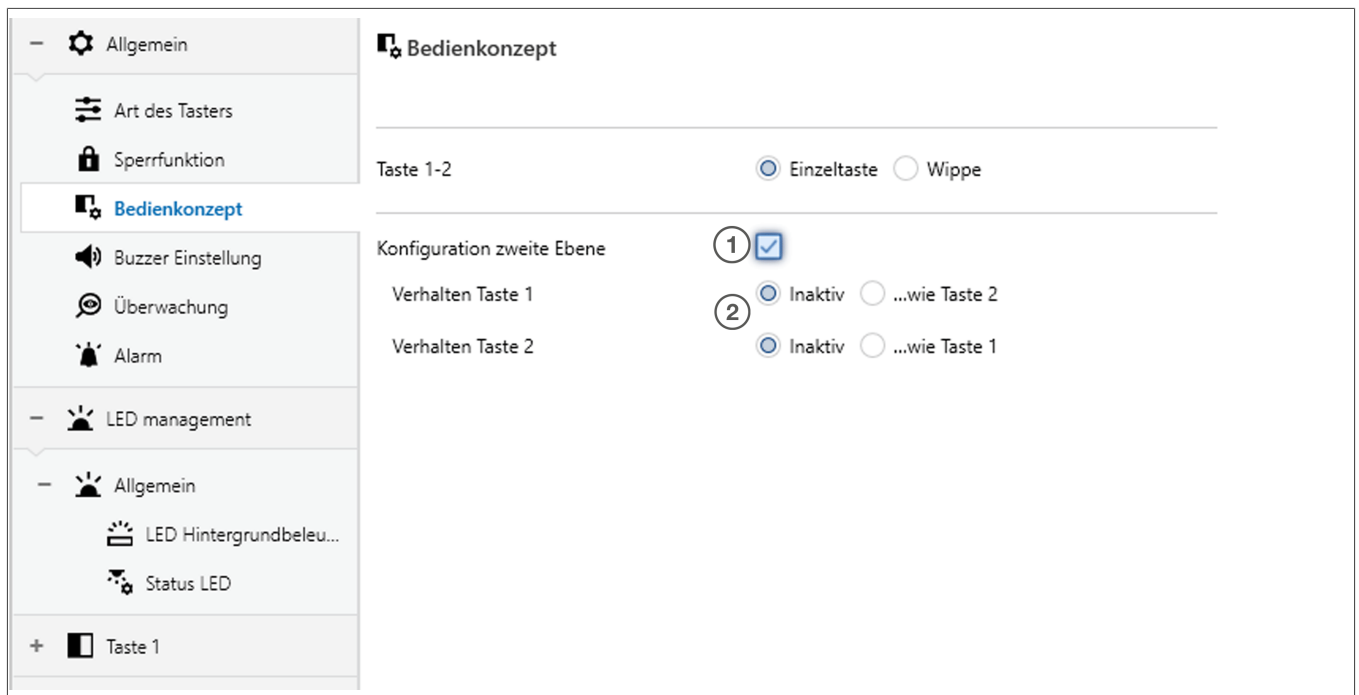 Allgemein
Art des Tasters
Sperrfunktion
Bedienkonzept
Buzzer Einstellung
Überwachung
Alarm
LED management
Allgemein
LED Hintergrundbeleu...
Status LED
Taste 1
Bedienkonzept
Taste 1-2 Einzeltaste Wippe
Konfiguration zweite Ebene 1
Verhalten Taste 1 Inaktiv ...wie Taste 2
2
Verhalten Taste 2 Inaktiv ...wie Taste 1